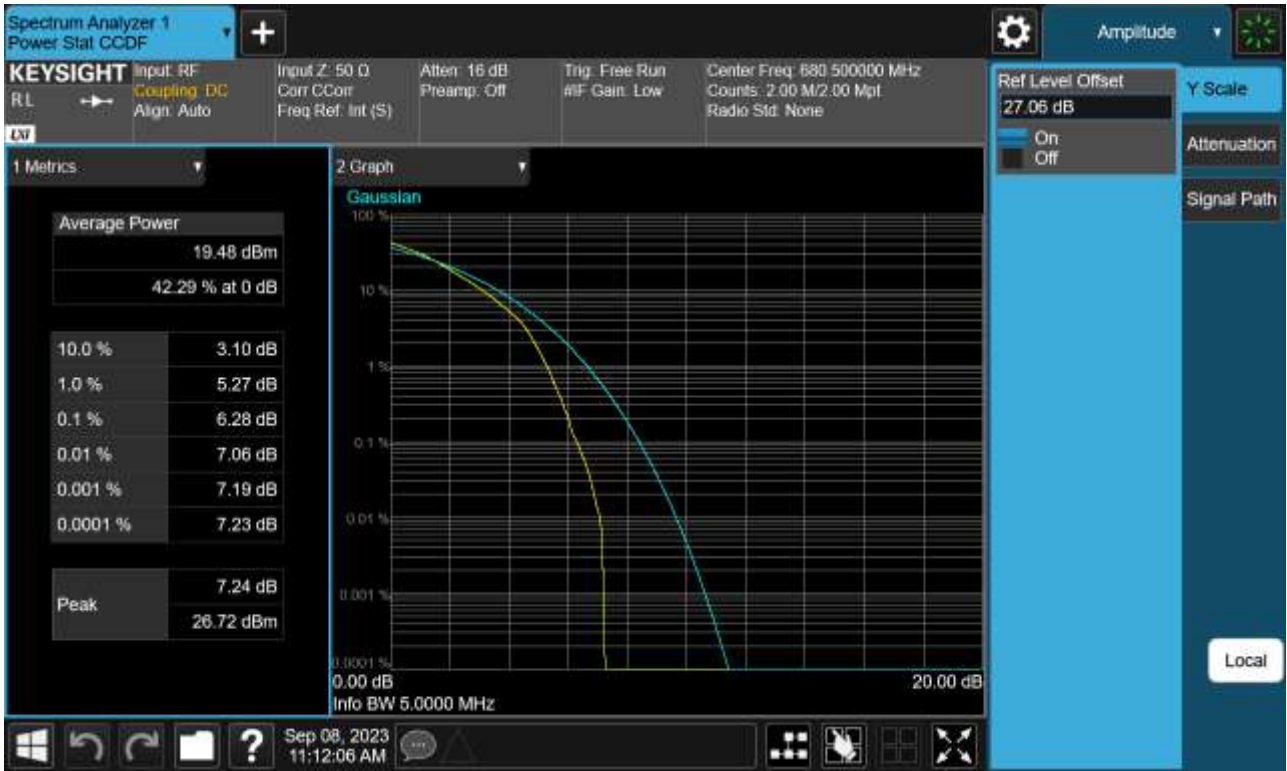 Spectrum Analyzer 1
Power Stat CCDF
+
Amplitude
KEYSIGHT
RL
LXI
Input: RF
Coupling: DC
Align: Auto
Input Z: 50 Ω
Corr CCorr
Freq Ref: Int (S)
Atten: 16 dB
Preamp: Off
Trig: Free Run
#IF Gain: Low
Center Freq: 680.500000 MHz
Counts: 2.00 M/2.00 Mpt
Radio Std: None
Ref Level Offset
27.06 dB
On
Off
Y Scale
Attenuation
Signal Path
Local
1 Metrics
Average Power
19.48 dBm
42.29 % at 0 dB
10.0 % 3.10 dB
1.0 % 5.27 dB
0.1 % 6.28 dB
0.01 % 7.06 dB
0.001 % 7.19 dB
0.0001 % 7.23 dB
Peak
7.24 dB
26.72 dBm
2 Graph
Gaussian
100 %
10 %
1 %
0.1 %
0.01 %
0.001 %
0.0001 %
0.00 dB
20.00 dB
Info BW 5.0000 MHz
?
Sep 08, 2023
11:12:06 AM